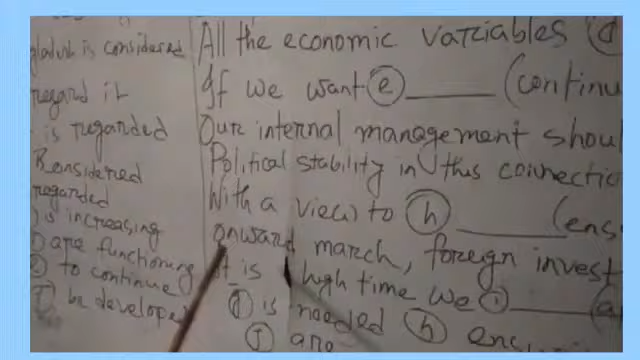 gladesh is considered
regard it
is regarded
Considered
regarded
is increasing
are functioning
to continue
f be developed
All the economic variables (d
If we want (e) ______ (continu
Our internal management shou
Political stability in this connectio
With a view to (h) ______ (ens
onward march, foreign invest
It is high time we (i) ______ (a
(g) is needed (h) ens
(i) are